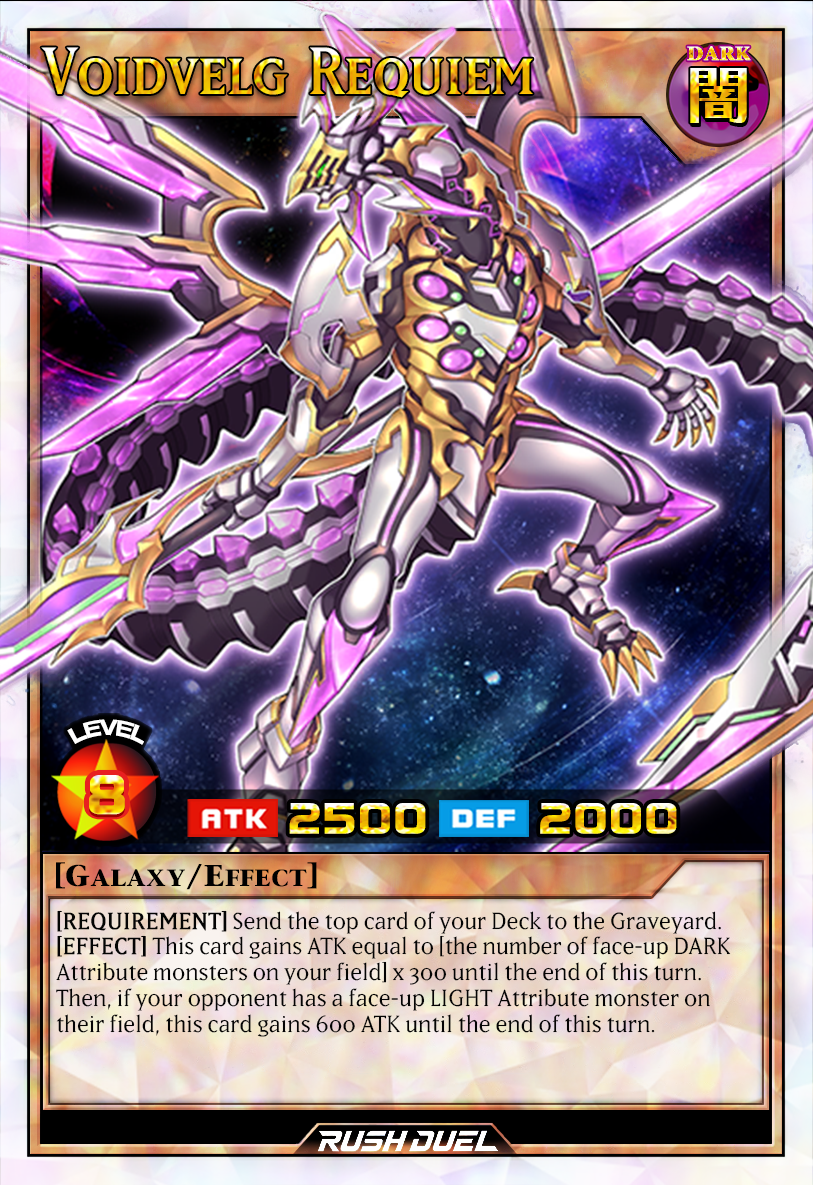 Voidvelg Requiem
DARK
闇
LEVEL
8
ATK 2500 DEF 2000
[Galaxy/Effect]
[REQUIREMENT] Send the top card of your Deck to the Graveyard.
[EFFECT] This card gains ATK equal to [the number of face-up DARK
Attribute monsters on your field] x 300 until the end of this turn.
Then, if your opponent has a face-up LIGHT Attribute monster on
their field, this card gains 600 ATK until the end of this turn.
RUSH DUEL